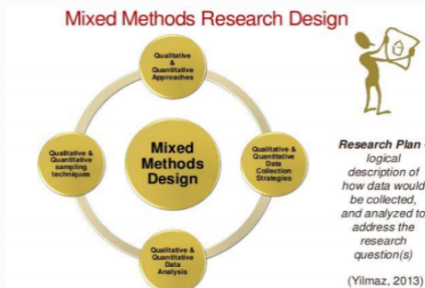 Mixed Methods Research Design
Qualitative
&
Quantitative
Approaches
Qualitative &
Quantitative
sampling
techniques
Mixed
Methods
Design
Qualitative &
Quantitative
Data
Collection
Strategies
Qualitative &
Quantitative
Data
Analysis
Research Plan -
logical
description of
how data would
be collected,
and analyzed to
address the
research
question(s)
(Yilmaz, 2013)